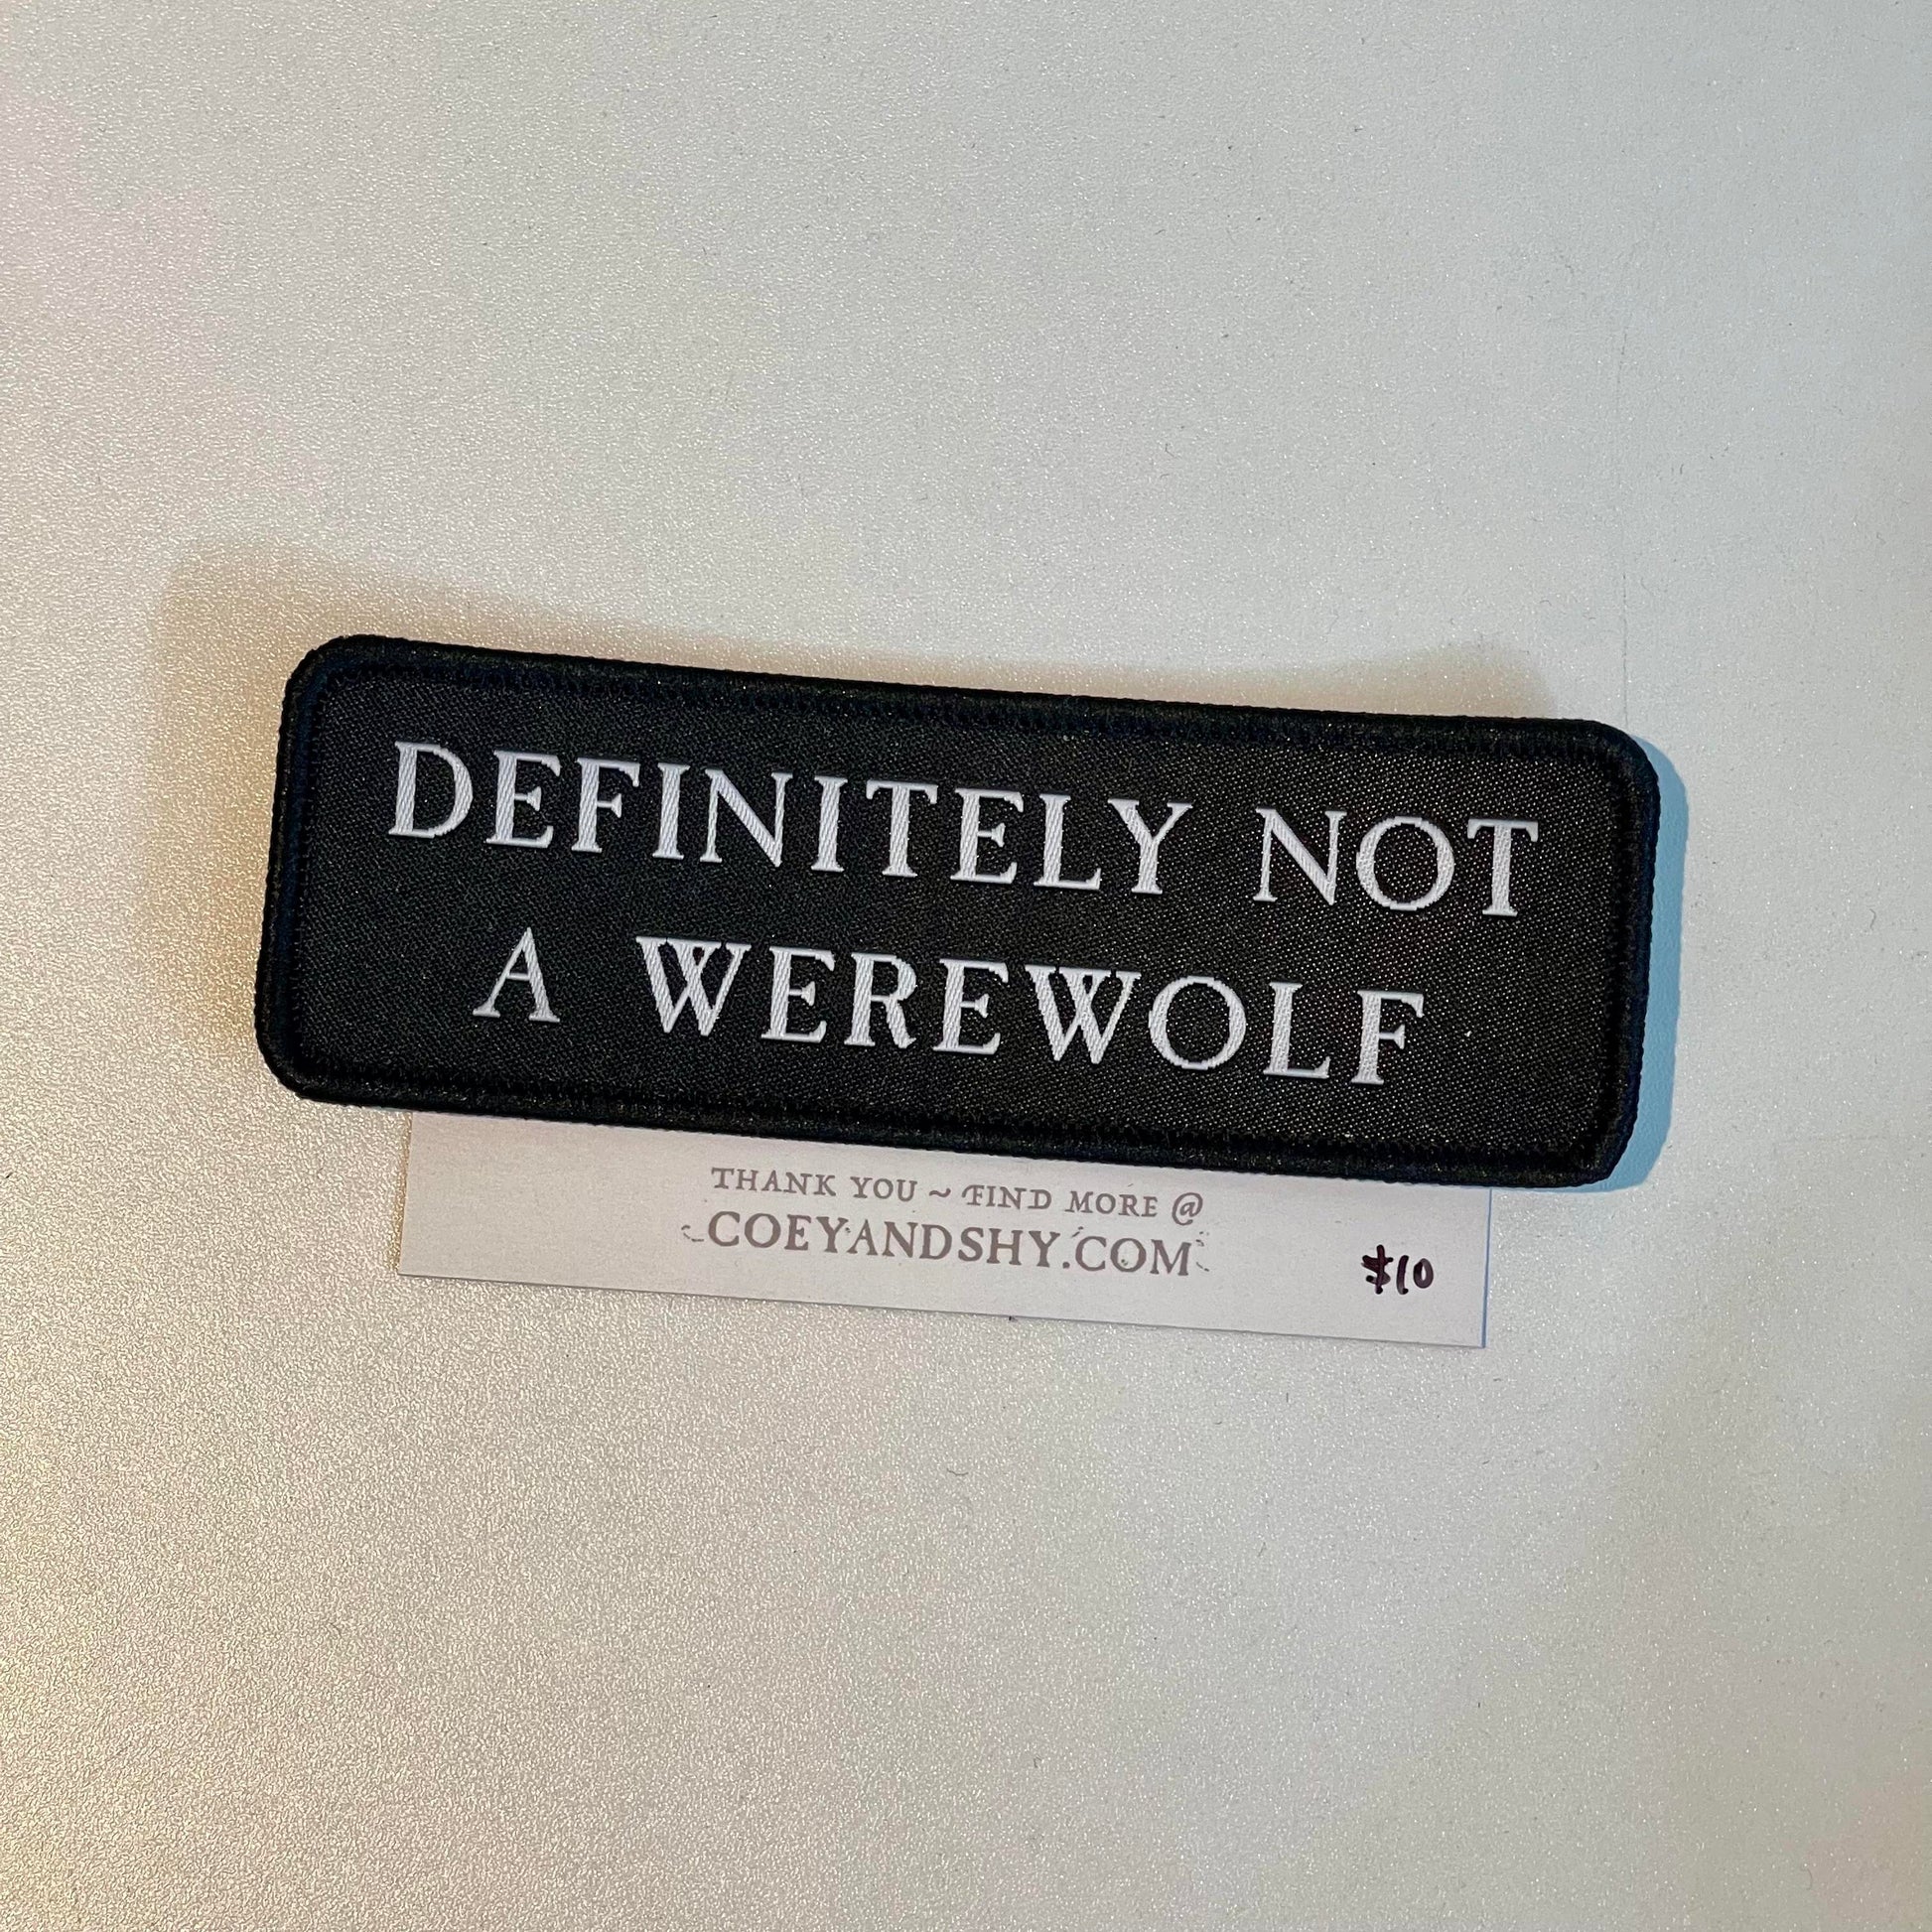 DEFINITELY NOT
A WEREWOLF
THANK YOU ~ FIND MORE @
COEYANDSHY.COM
$10